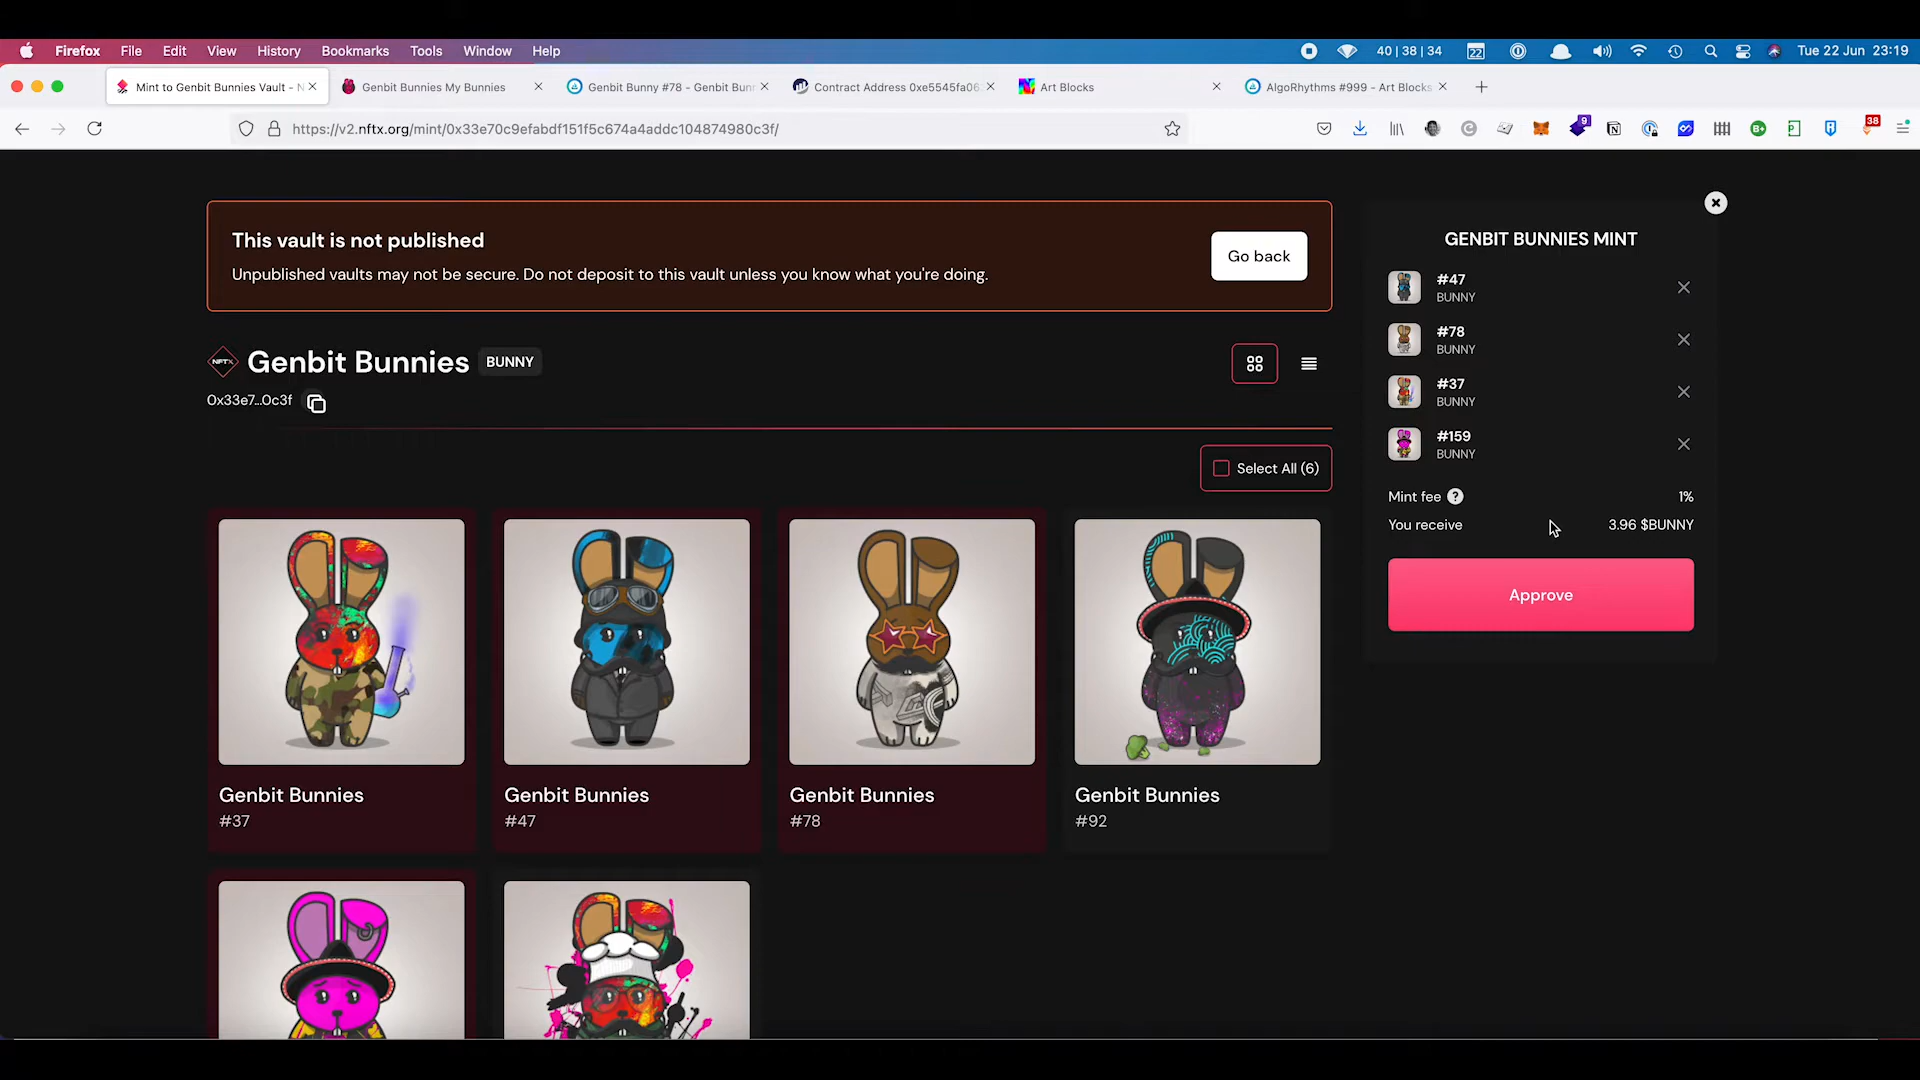 Firefox File Edit View History Bookmarks Tools Window Help 40 | 38 | 34 22 Tue 22 Jun 23:19
Mint to Genbit Bunnies Vault - N Genbit Bunnies My Bunnies Genbit Bunny #78 - Genbit Bun Contract Address 0xe5545fa06 Art Blocks AlgoRhythms #999 - Art Blocks
https://v2.nftx.org/mint/0x33e70c9efabdf151f5c674a4addc104874980c3f/ 9 38
This vault is not published
Unpublished vaults may not be secure. Do not deposit to this vault unless you know what you're doing.
Go back
NFTX Genbit Bunnies BUNNY
0x33e7...0c3f
Select All (6)
Genbit Bunnies
#37
Genbit Bunnies
#47
Genbit Bunnies
#78
Genbit Bunnies
#92
GENBIT BUNNIES MINT
#47
BUNNY
#78
BUNNY
#37
BUNNY
#159
BUNNY
Mint fee ? 1%
You receive 3.96 $BUNNY
Approve